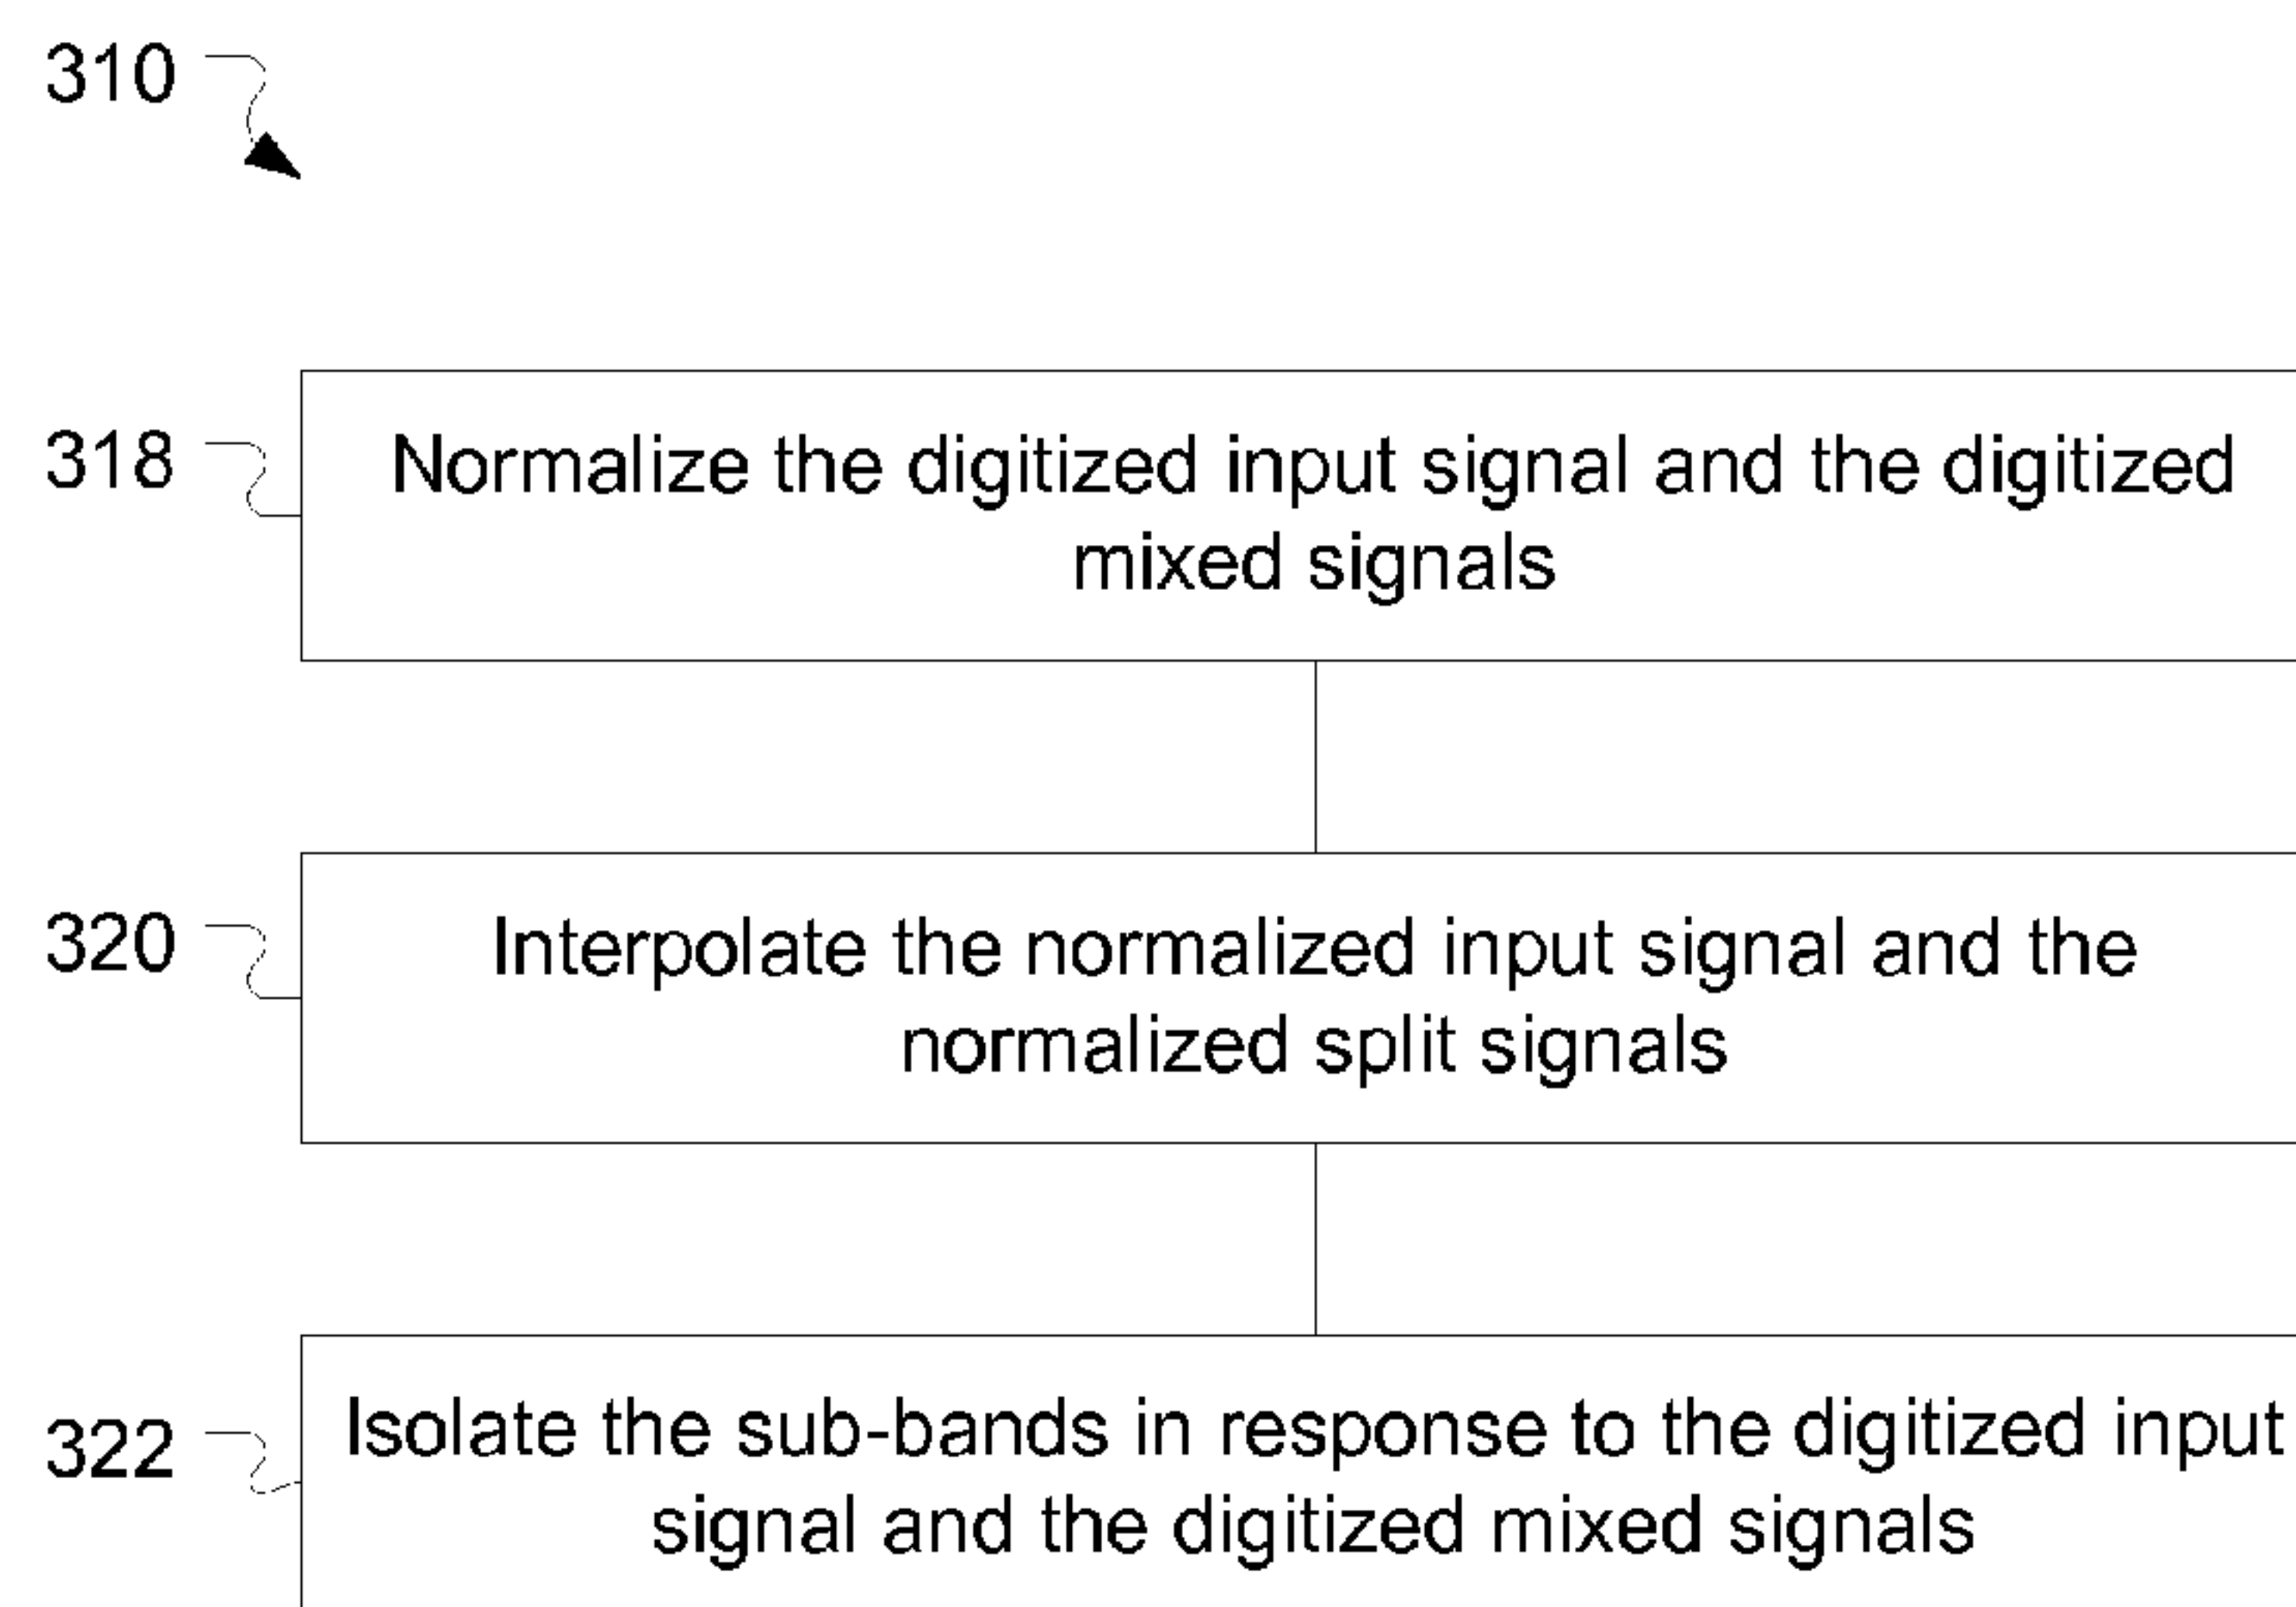 310
318
Normalize the digitized input signal and the digitized
mixed signals
320
Interpolate the normalized input signal and the
normalized split signals
322
Isolate the sub-bands in response to the digitized input
signal and the digitized mixed signals